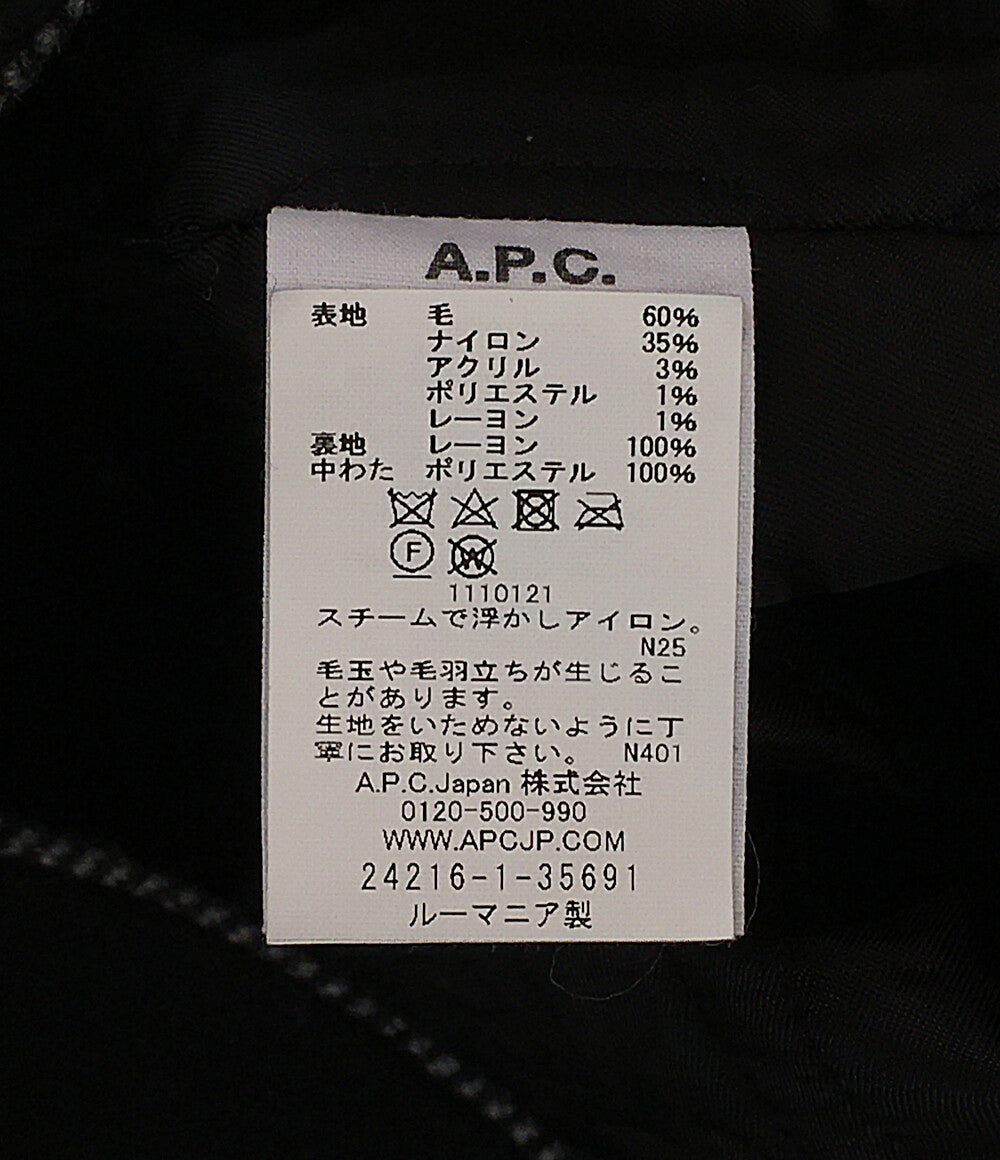 A.P.C.
表地 毛 60%
ナイロン 35%
アクリル 3%
ポリエステル 1%
レーヨン 1%
裏地 レーヨン 100%
中わた ポリエステル 100%
F W
1110121
スチームで浮かしアイロン。
N25
毛玉や毛羽立ちが生じるこ
とがあります。
生地をいためないように丁
寧にお取り下さい。 N401
A.P.C.Japan 株式会社
0120-500-990
WWW.APCJP.COM
24216-1-35691
ルーマニア製